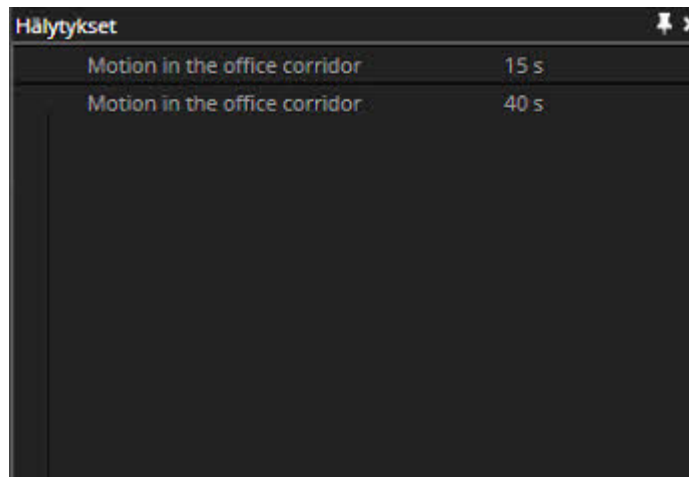 Hälytykset
Motion in the office corridor 15 s
Motion in the office corridor 40 s